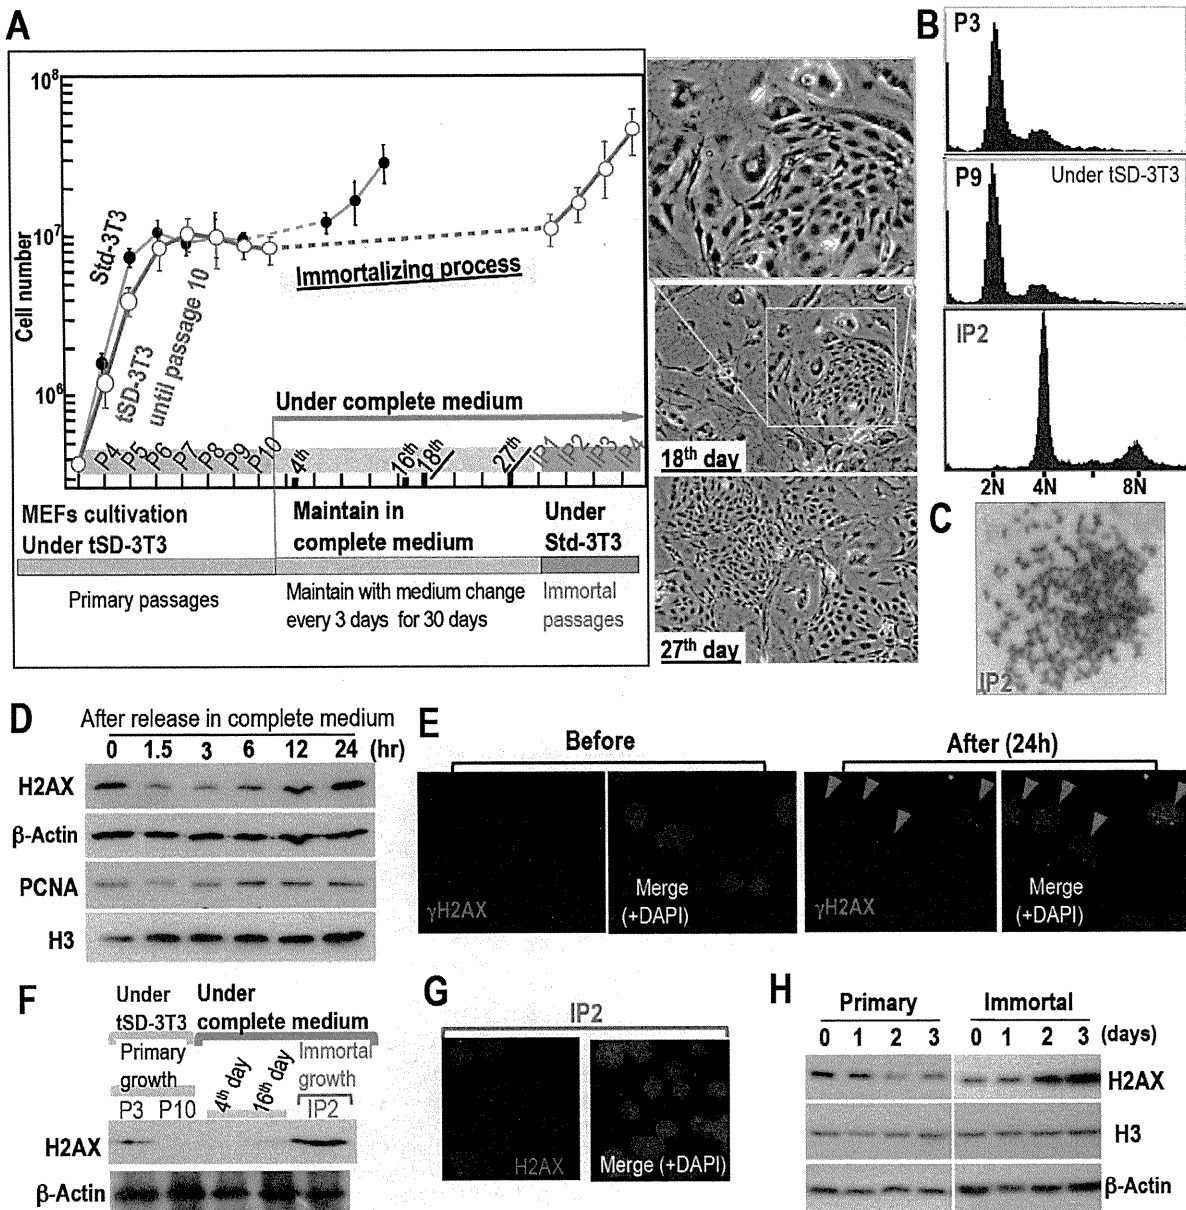 A
10⁸
10⁷
10⁶
Cell number
Std-3T3
tSD-3T3
until passage 10
Immortalizing process
Under complete medium
P4 P5 P6 P7 P8 P9 P10 4th 16th 18th 27th IP1 IP2 IP3 IP4
MEFs cultivation
Under tSD-3T3
Maintain in
complete medium
Under
Std-3T3
Primary passages
Maintain with medium change
every 3 days for 30 days
Immortal
passages
18th day
27th day
B
P3
P9
Under tSD-3T3
IP2
2N 4N 8N
C
IP2
D
After release in complete medium
0 1.5 3 6 12 24 (hr)
H2AX
β-Actin
PCNA
H3
E
Before
After (24h)
γH2AX
Merge
(+DAPI)
γH2AX
Merge
(+DAPI)
F
Under
tSD-3T3
Under
complete medium
Primary
growth
4th day
16th day
Immortal
growth
P3 P10 IP2
H2AX
β-Actin
G
IP2
H2AX
Merge (+DAPI)
H
Primary Immortal
0 1 2 3 0 1 2 3 (days)
H2AX
H3
β-Actin